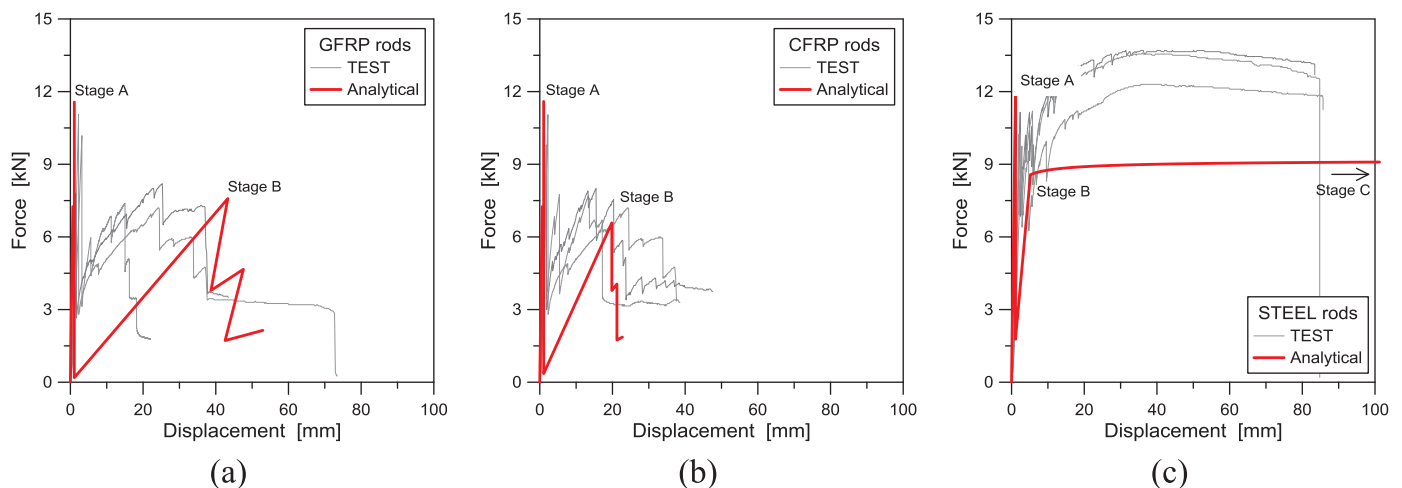 15
12
9
6
3
0
Force [kN]
0
20
40
60
80
100
Displacement [mm]
GFRP rods
TEST
Analytical
Stage A
Stage B
(a)
15
12
9
6
3
0
Force [kN]
0
20
40
60
80
100
Displacement [mm]
CFRP rods
TEST
Analytical
Stage A
Stage B
(b)
15
12
9
6
3
0
Force [kN]
0
20
40
60
80
100
Displacement [mm]
Stage A
Stage B
Stage C
STEEL rods
TEST
Analytical
(c)